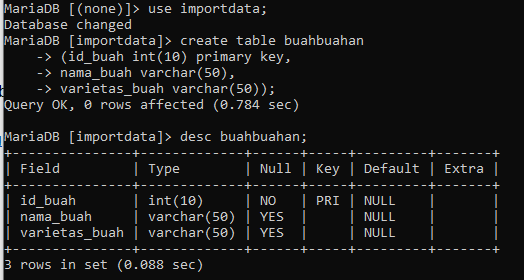 MariaDB [(none)]> use importdata;
Database changed
MariaDB [importdata]> create table buahbuahan
    -> (id_buah int(10) primary key,
    -> nama_buah varchar(50),
    -> varietas_buah varchar(50));
Query OK, 0 rows affected (0.784 sec)

MariaDB [importdata]> desc buahbuahan;
+---------------+-------------+------+-----+---------+-------+
| Field         | Type        | Null | Key | Default | Extra |
+---------------+-------------+------+-----+---------+-------+
| id_buah       | int(10)     | NO   | PRI | NULL    |       |
| nama_buah     | varchar(50) | YES  |     | NULL    |       |
| varietas_buah | varchar(50) | YES  |     | NULL    |       |
+---------------+-------------+------+-----+---------+-------+
3 rows in set (0.088 sec)